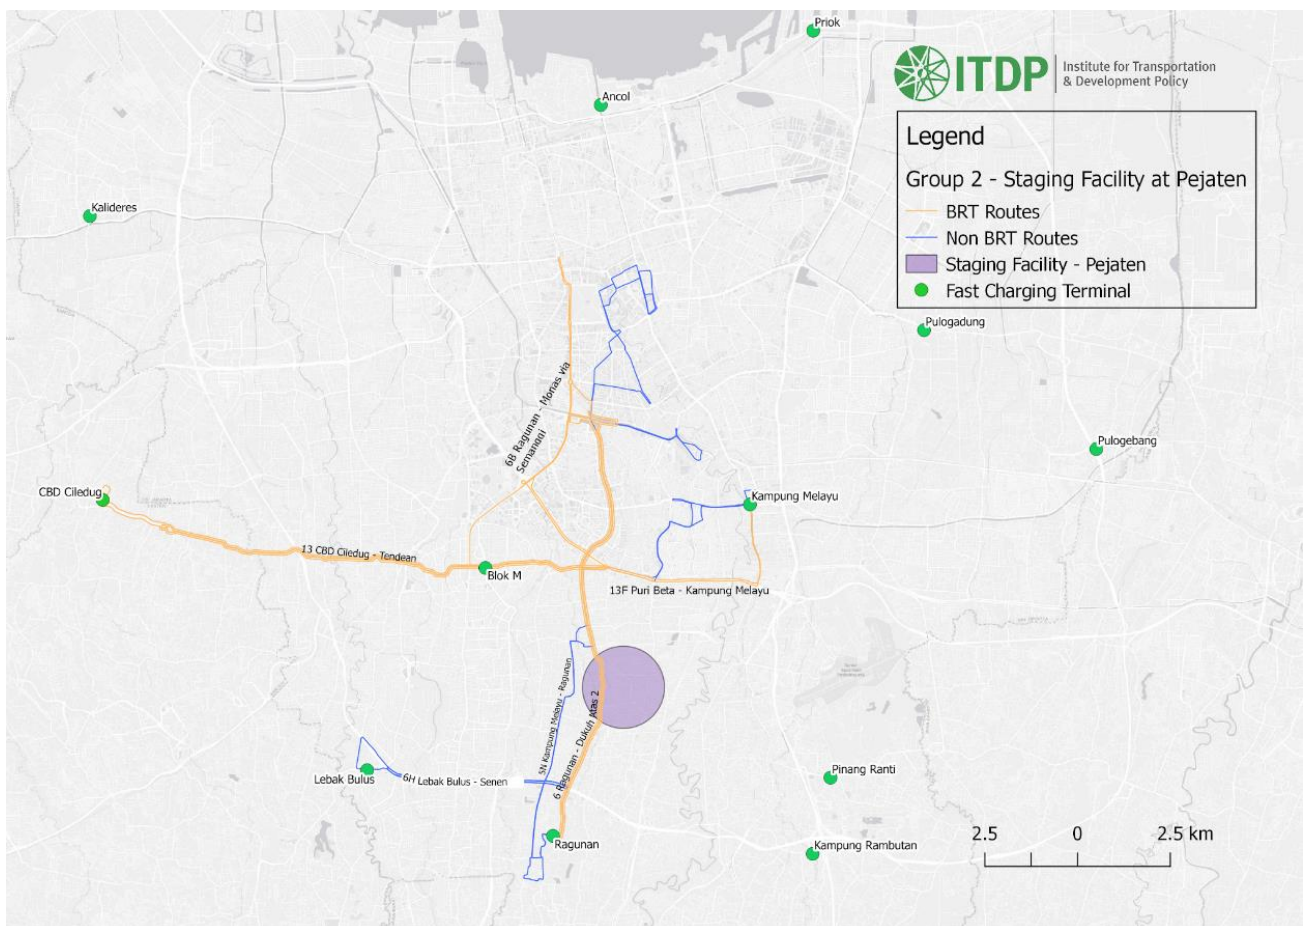 Priok
ITDP
Institute for Transportation
& Development Policy
Ancol
Legend
Group 2 - Staging Facility at Pejaten
BRT Routes
Non BRT Routes
Staging Facility - Pejaten
Fast Charging Terminal
Kalideres
Pulogadung
6B Ragunan - Monas via
Semanggi
Pulogebang
CBD Ciledug
Kampung Melayu
13 CBD Ciledug - Tendean
Blok M
13F Puri Beta - Kampung Melayu
5N Kampung Melayu - Ragunan
6 Ragunan - Dukuh Atas 2
Lebak Bulus
6H Lebak Bulus - Senen
Pinang Ranti
Ragunan
Kampung Rambutan
2.5 0 2.5 km